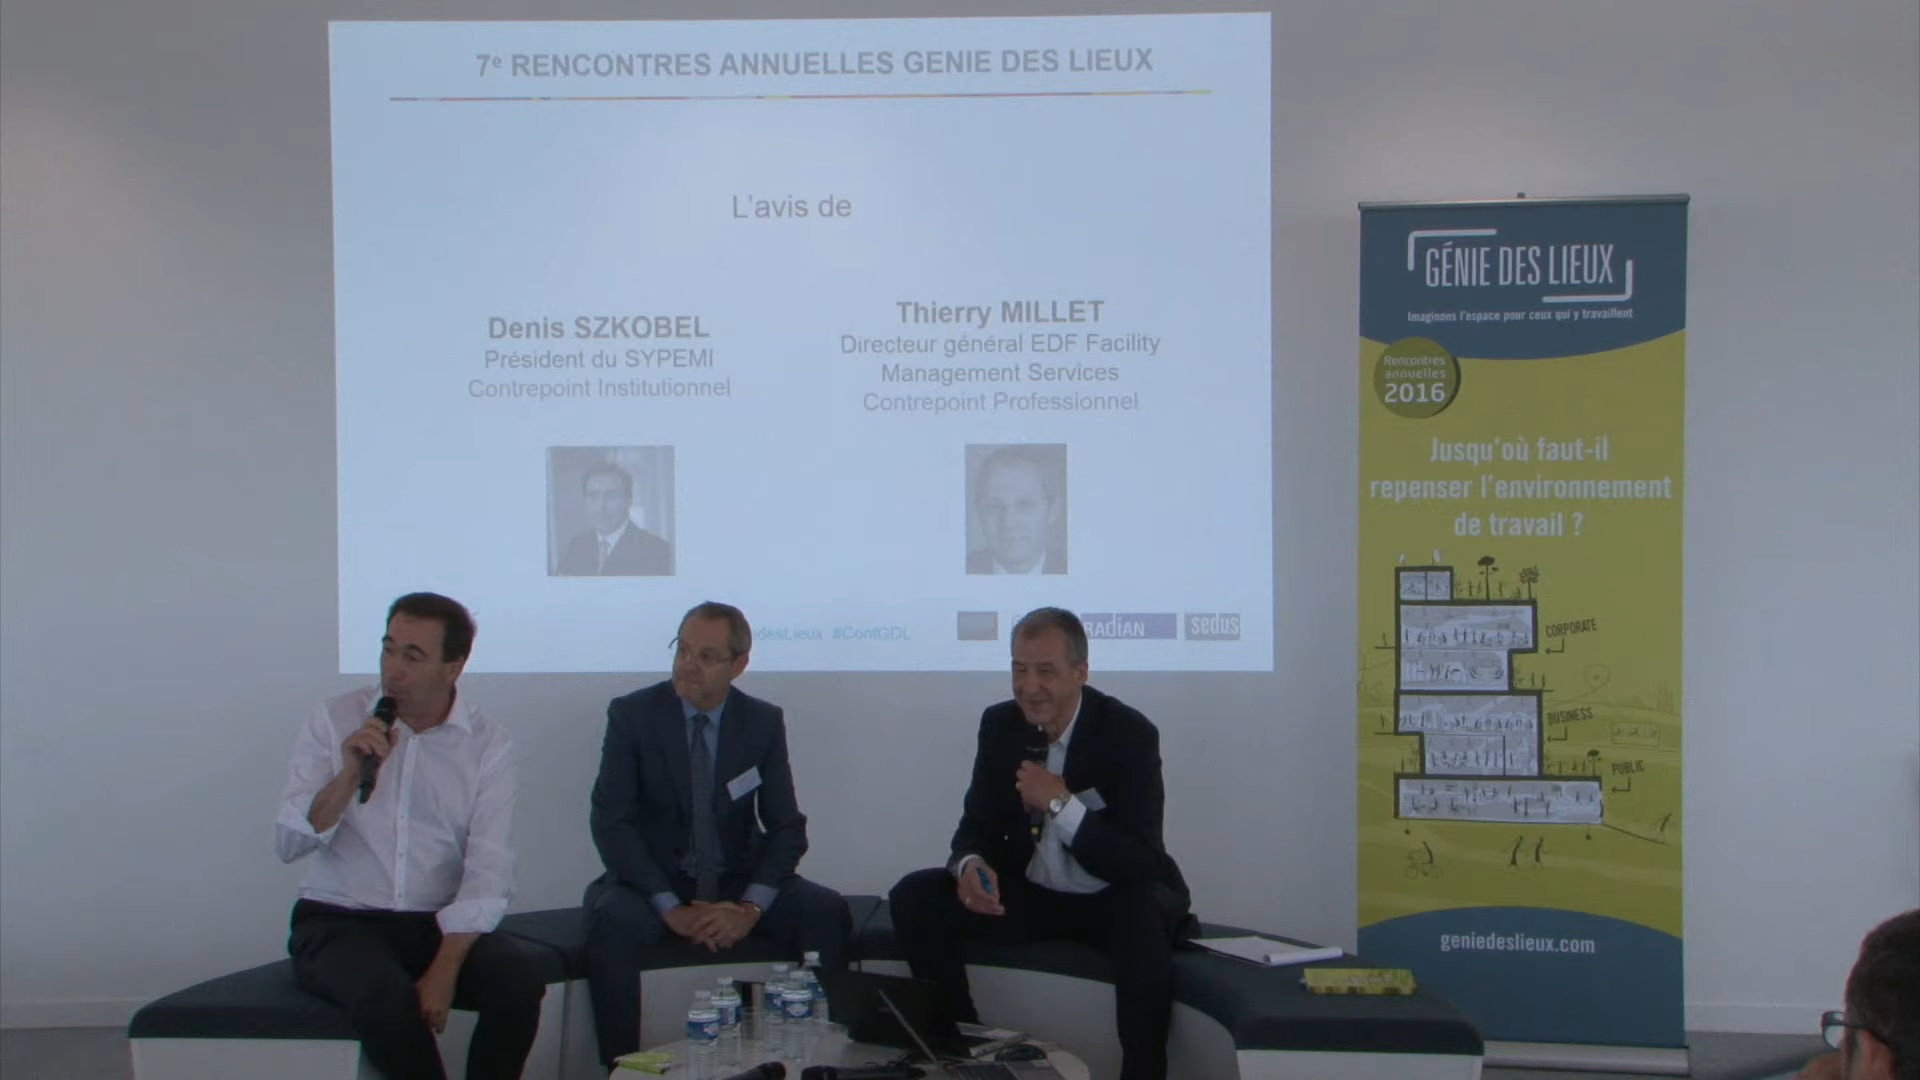 7e RENCONTRES ANNUELLES GENIE DES LIEUX
L'avis de
Denis SZKOBEL
Président du SYPEMI
Contrepoint Institutionnel
Thierry MILLET
Directeur général EDF Facility
Management Services
Contrepoint Professionnel
desLieux #ConfGDL
RADIAN
sedus
GÉNIE DES LIEUX
Imaginons l'espace pour ceux qui y travaillent
Rencontres
annuelles
2016
Jusqu'où faut-il
repenser l'environnement
de travail ?
CORPORATE
BUSINESS
PUBLIC
geniedeslieux.com